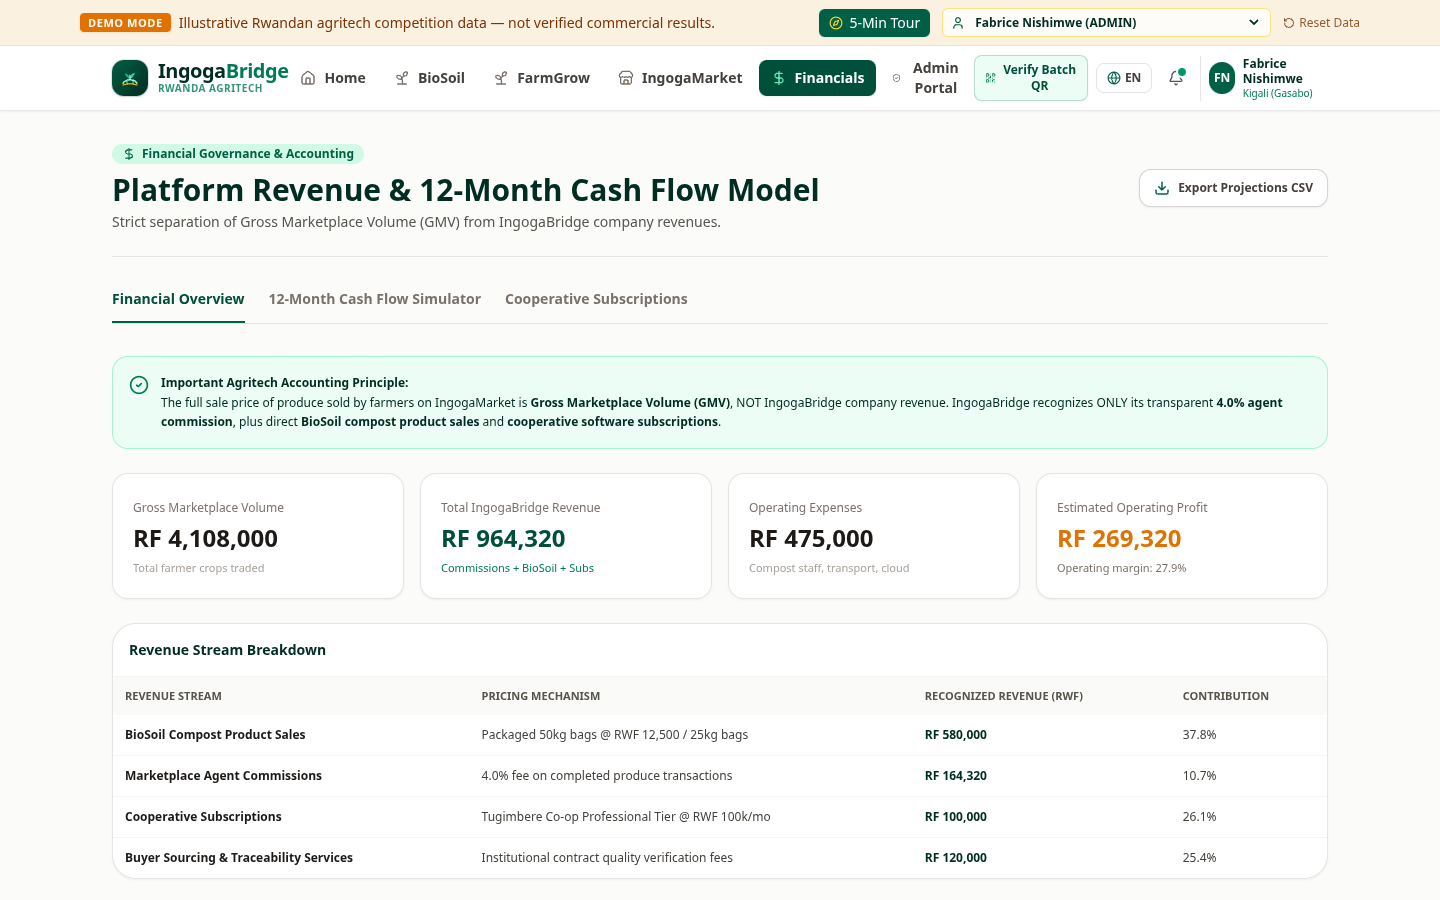 DEMO MODE Illustrative Rwandan agritech competition data — not verified commercial results. 5-Min Tour Fabrice Nishimwe (ADMIN) Reset Data
IngogaBridge
RWANDA AGRITECH
Home BioSoil FarmGrow IngogaMarket Financials
Admin
Portal
Verify Batch
QR
EN
FN
Fabrice
Nishimwe
Kigali (Gasabo)
Financial Governance & Accounting
Platform Revenue & 12-Month Cash Flow Model
Strict separation of Gross Marketplace Volume (GMV) from IngogaBridge company revenues.
Export Projections CSV
Financial Overview 12-Month Cash Flow Simulator Cooperative Subscriptions
Important Agritech Accounting Principle:
The full sale price of produce sold by farmers on IngogaMarket is Gross Marketplace Volume (GMV), NOT IngogaBridge company revenue. IngogaBridge recognizes ONLY its transparent 4.0% agent
commission, plus direct BioSoil compost product sales and cooperative software subscriptions.
Gross Marketplace Volume
RF 4,108,000
Total farmer crops traded
Total IngogaBridge Revenue
RF 964,320
Commissions + BioSoil + Subs
Operating Expenses
RF 475,000
Compost staff, transport, cloud
Estimated Operating Profit
RF 269,320
Operating margin: 27.9%
Revenue Stream Breakdown
REVENUE STREAM PRICING MECHANISM RECOGNIZED REVENUE (RWF) CONTRIBUTION
BioSoil Compost Product Sales Packaged 50kg bags @ RWF 12,500 / 25kg bags RF 580,000 37.8%
Marketplace Agent Commissions 4.0% fee on completed produce transactions RF 164,320 10.7%
Cooperative Subscriptions Tugimbere Co-op Professional Tier @ RWF 100k/mo RF 100,000 26.1%
Buyer Sourcing & Traceability Services Institutional contract quality verification fees RF 120,000 25.4%